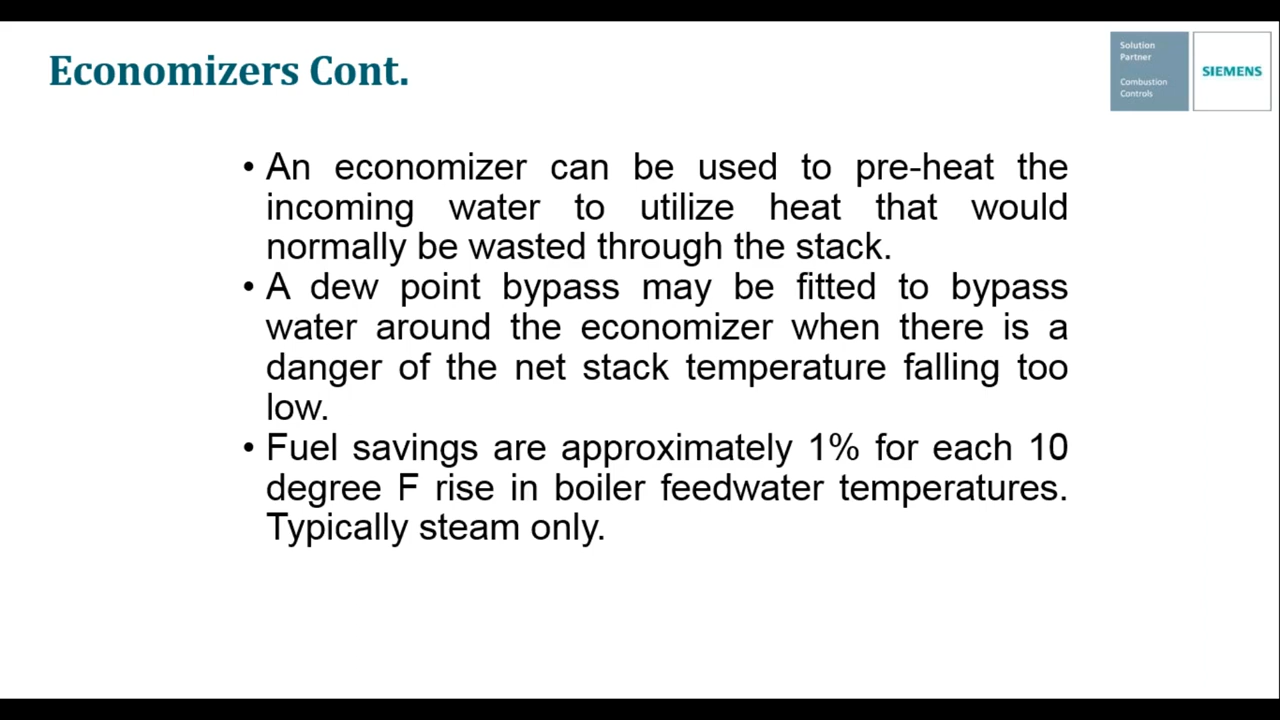 Economizers Cont.
Solution
Partner
Combustion
Controls
SIEMENS
• An economizer can be used to pre-heat the
incoming water to utilize heat that would
normally be wasted through the stack.
• A dew point bypass may be fitted to bypass
water around the economizer when there is a
danger of the net stack temperature falling too
low.
• Fuel savings are approximately 1% for each 10
degree F rise in boiler feedwater temperatures.
Typically steam only.